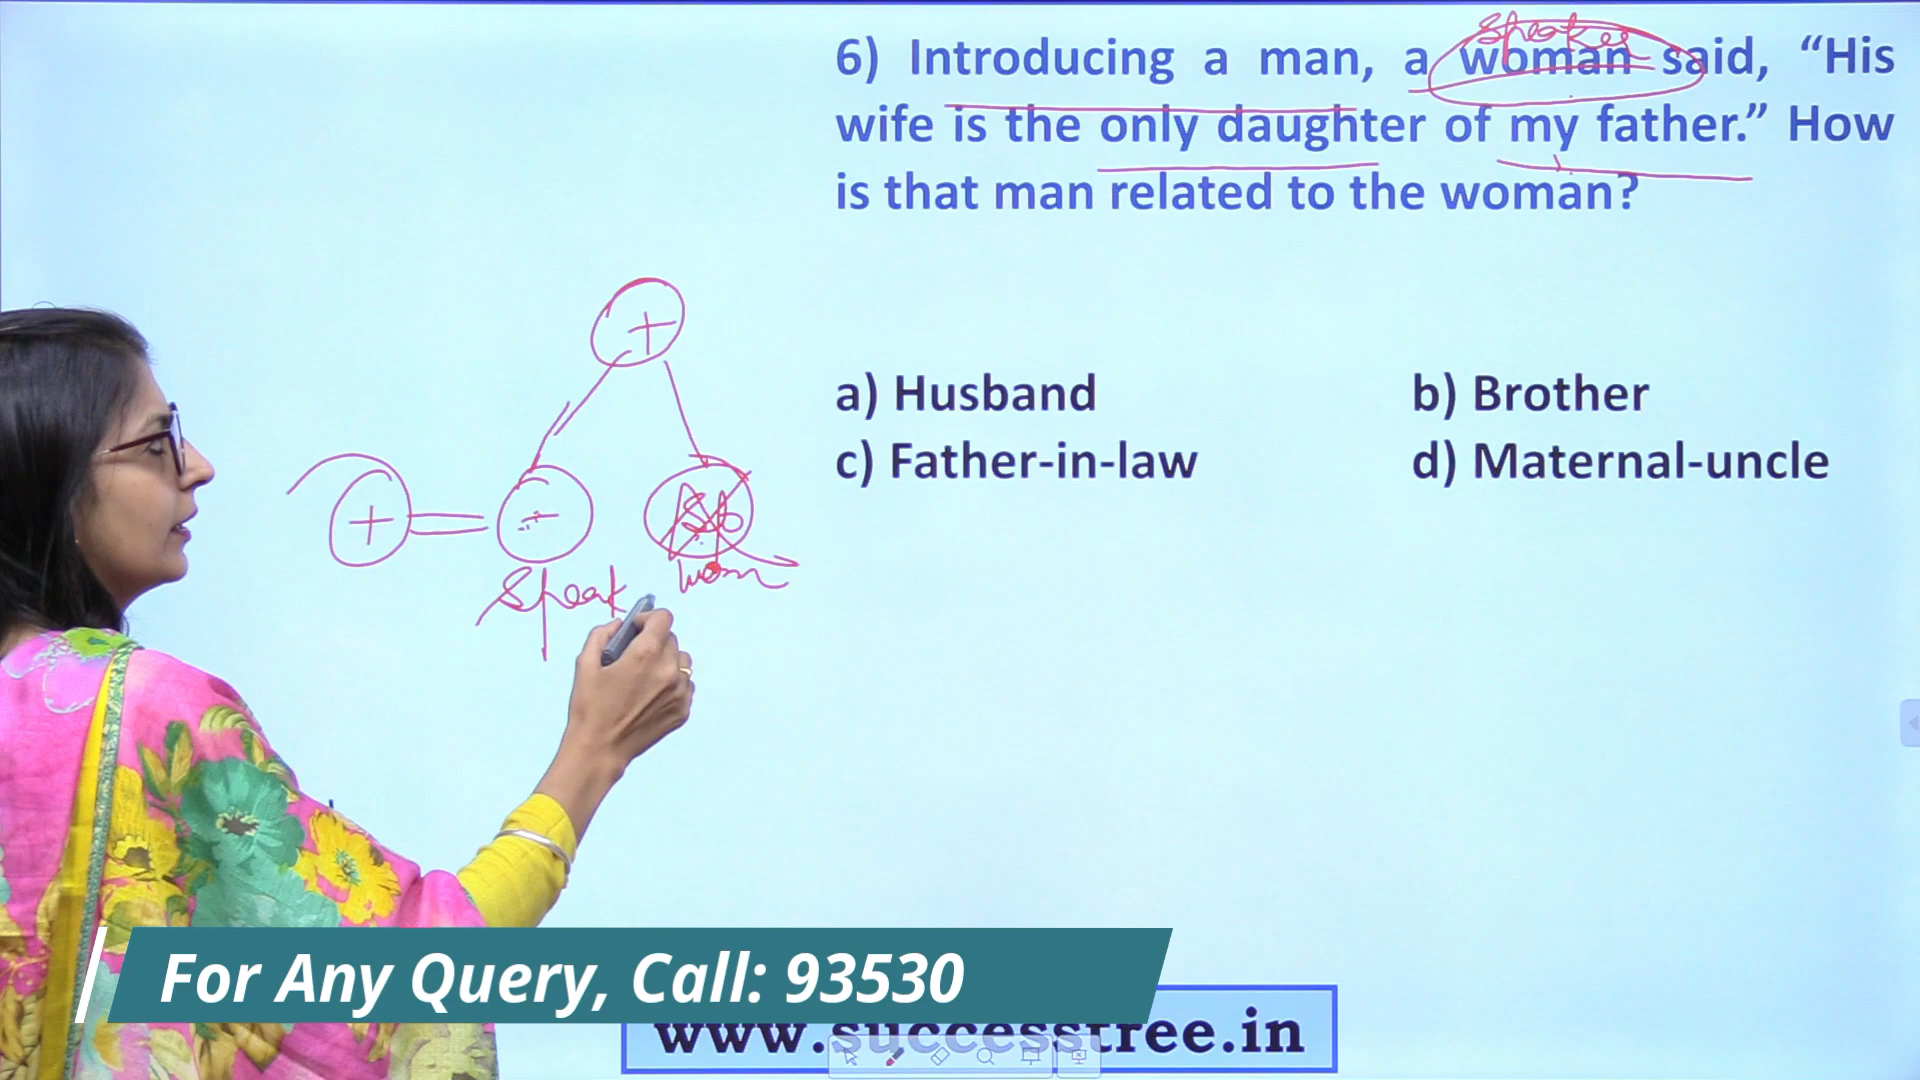 Speaker
6) Introducing a man, a woman said, “His
wife is the only daughter of my father.” How
is that man related to the woman?
a) Husband
b) Brother
c) Father-in-law
d) Maternal-uncle
+
+
Speak
For Any Query, Call: 93530
www.successtree.in